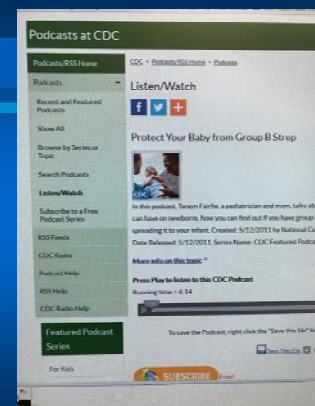 Podcasts at CDC
Podcasts/RSS Home
Podcasts
Recent and Featured
Podcasts
Show All
Browse by Series or
Topic
Search Podcasts
Listen/Watch
Subscribe to a Free
Podcast Series
RSS Feeds
CDC Radio
Podcast Help
RSS Help
CDC Radio Help
Featured Podcast
Series
For Kids
CDC > Podcasts/RSS Home > Podcasts
Listen/Watch
Protect Your Baby from Group B Strep
CDC
In this podcast, Tarayn Fairlie, a pediatrician and mom, talks
can have on newborns, how you can find out if you have group
spreading it to your infant. Created: 5/12/2011 by National
Date Released: 5/12/2011. Series Name: CDC Featured
More info on this topic
Press Play to listen to this CDC Podcast
Running time = 6:14
To save the Podcast, right click the "Save this file"
Save This File
SUBSCRIBE Free!